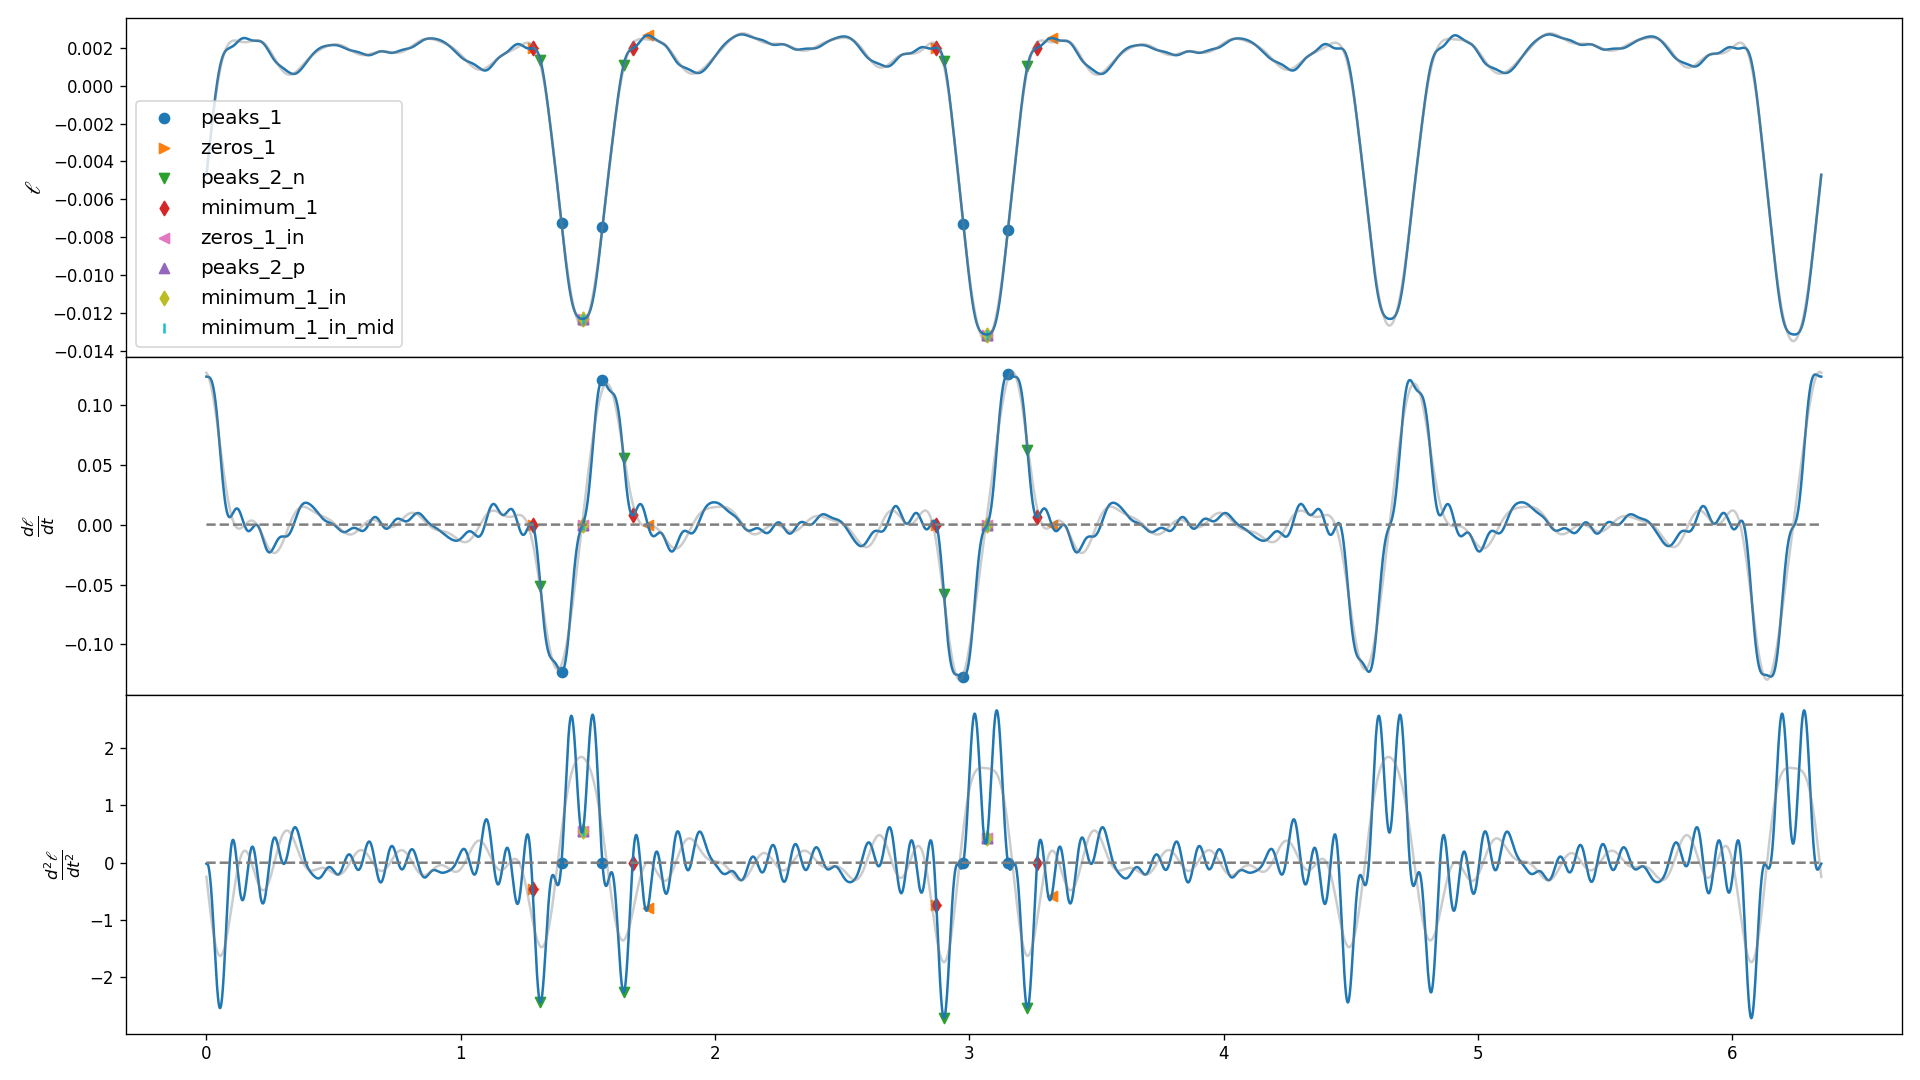 0.002
0.000
−0.002
−0.004
−0.006
−0.008
−0.010
−0.012
−0.014
ℓ
peaks_1
zeros_1
peaks_2_n
minimum_1
zeros_1_in
peaks_2_p
minimum_1_in
minimum_1_in_mid
0.10
0.05
0.00
−0.05
−0.10
dℓ
dt
2
1
0
−1
−2
d²ℓ
dt²
0 1 2 3 4 5 6